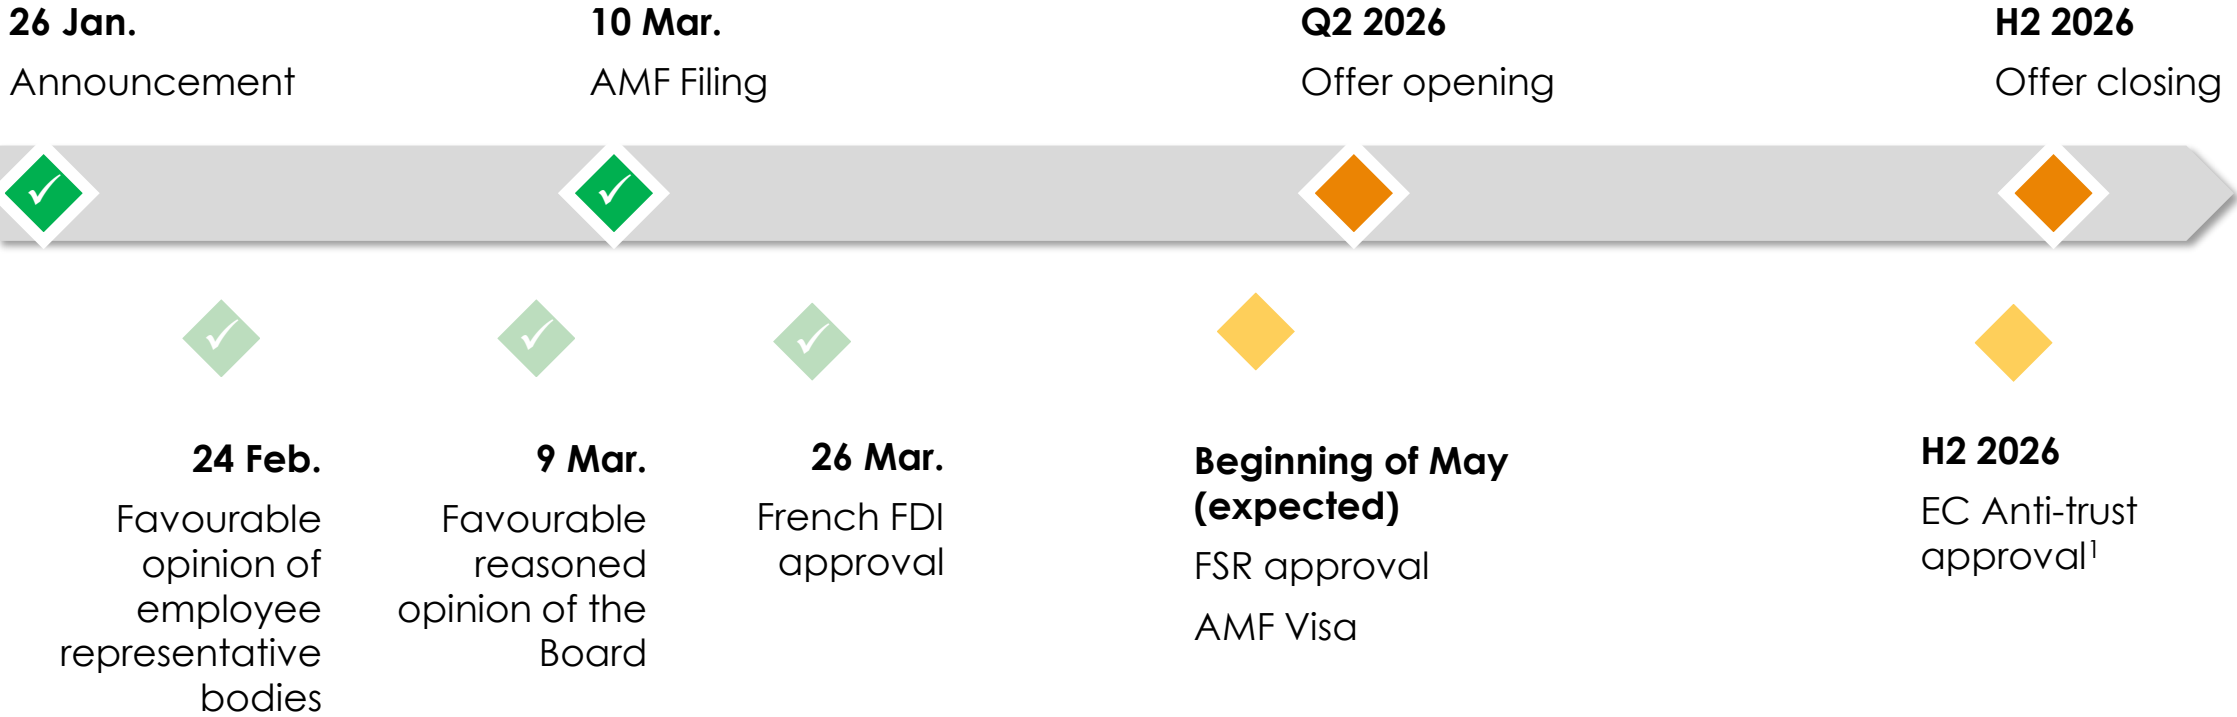 26 Jan.
Announcement
10 Mar.
AMF Filing
Q2 2026
Offer opening
H2 2026
Offer closing
24 Feb.
Favourable
opinion of
employee
representative
bodies
9 Mar.
Favourable
reasoned
opinion of the
Board
26 Mar.
French FDI
approval
Beginning of May
(expected)
FSR approval
AMF Visa
H2 2026
EC Anti-trust
approval¹